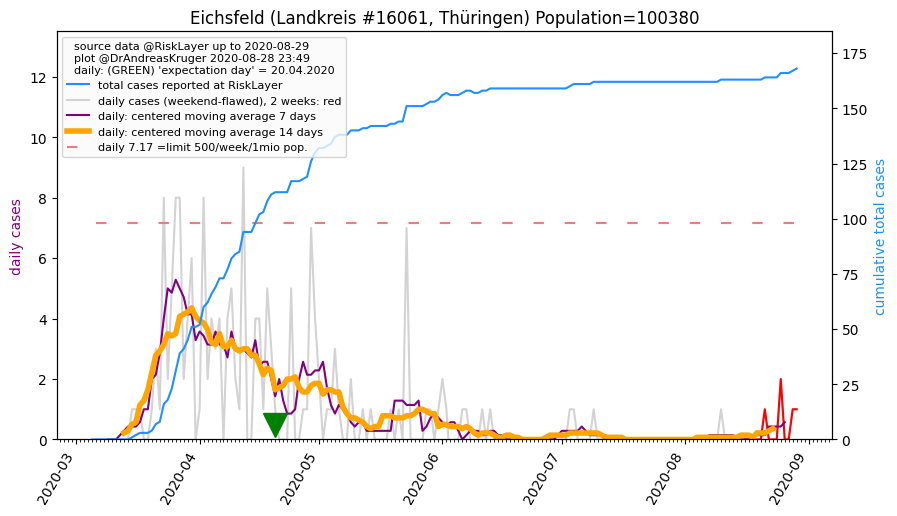 Eichsfeld (Landkreis #16061, Thüringen) Population=100380
source data @RiskLayer up to 2020-08-29
plot @DrAndreasKruger 2020-08-28 23:49
daily: (GREEN) 'expectation day' = 20.04.2020
total cases reported at RiskLayer
daily cases (weekend-flawed), 2 weeks: red
daily: centered moving average 7 days
daily: centered moving average 14 days
daily 7.17 =limit 500/week/1mio pop.
daily cases
12
10
8
6
4
2
0
175
150
125
100
75
50
25
0
cumulative total cases
2020-03
2020-04
2020-05
2020-06
2020-07
2020-08
2020-09